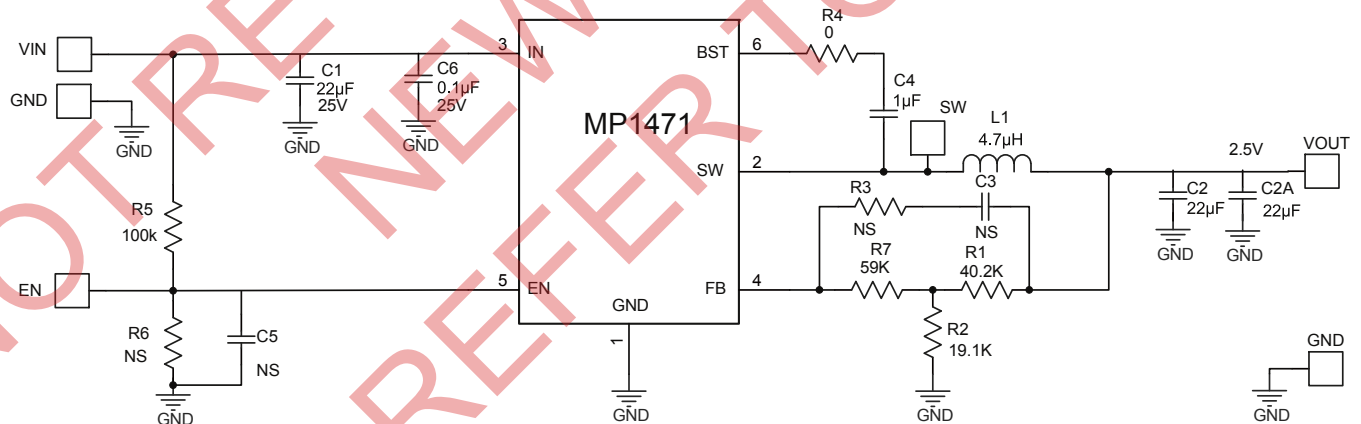 VIN
GND
GND
R5
100k
EN
R6
NS
C5
NS
GND
C1
22µF
25V
GND
C6
0.1µF
25V
GND
3
IN
MP1471
BST
6
SW
2
5
EN
FB
4
GND
1
GND
R4
0
C4
1µF
SW
L1
4.7µH
R3
NS
C3
NS
R7
59K
R1
40.2K
R2
19.1K
GND
2.5V
VOUT
C2
22µF
GND
C2A
22µF
GND
GND
GND
NOT RE
NEW
REFER TO